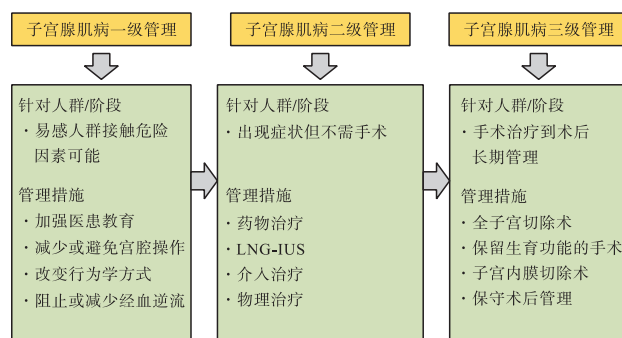 子宫腺肌病一级管理
针对人群/阶段
·易感人群接触危险
因素可能
管理措施
·加强医患教育
·减少或避免宫腔操作
·改变行为学方式
·阻止或减少经血逆流
子宫腺肌病二级管理
针对人群/阶段
·出现症状但不需手术
管理措施
·药物治疗
·LNG-IUS
·介入治疗
·物理治疗
子宫腺肌病三级管理
针对人群/阶段
·手术治疗到术后
长期管理
管理措施
·全子宫切除术
·保留生育功能的手术
·子宫内膜切除术
·保守术后管理